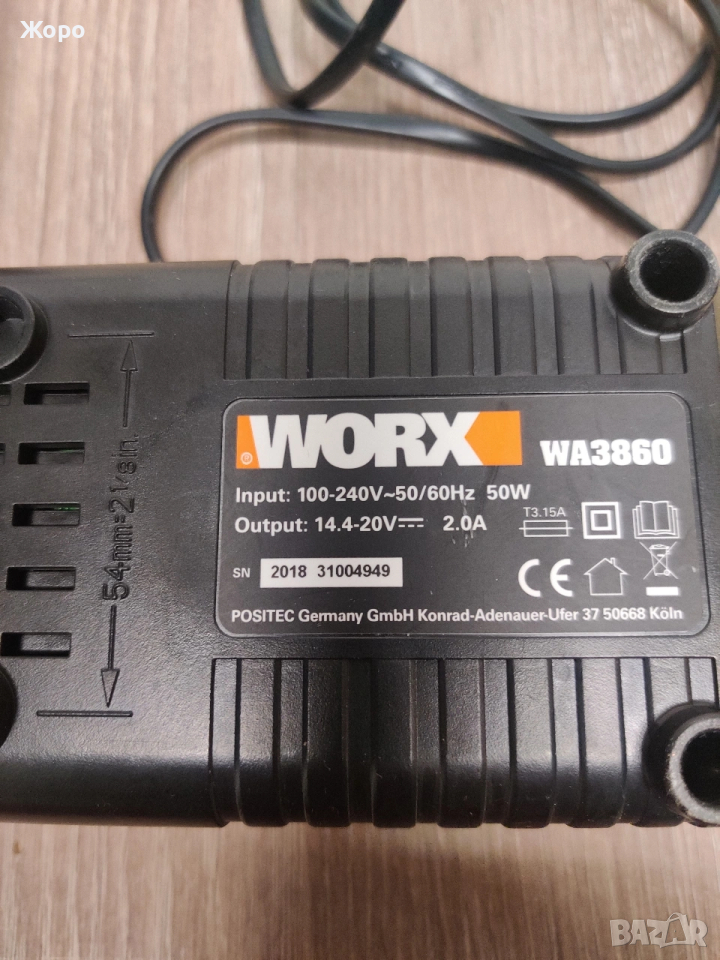 Жоро
54mm=2 1/8in.
WORX
®
WA3860
Input: 100-240V~50/60Hz 50W
Output: 14.4-20V⎓ 2.0A
T3.15A
SN 2018 31004949
CE
POSITEC Germany GmbH Konrad-Adenauer-Ufer 37 50668 Köln
BAZAR